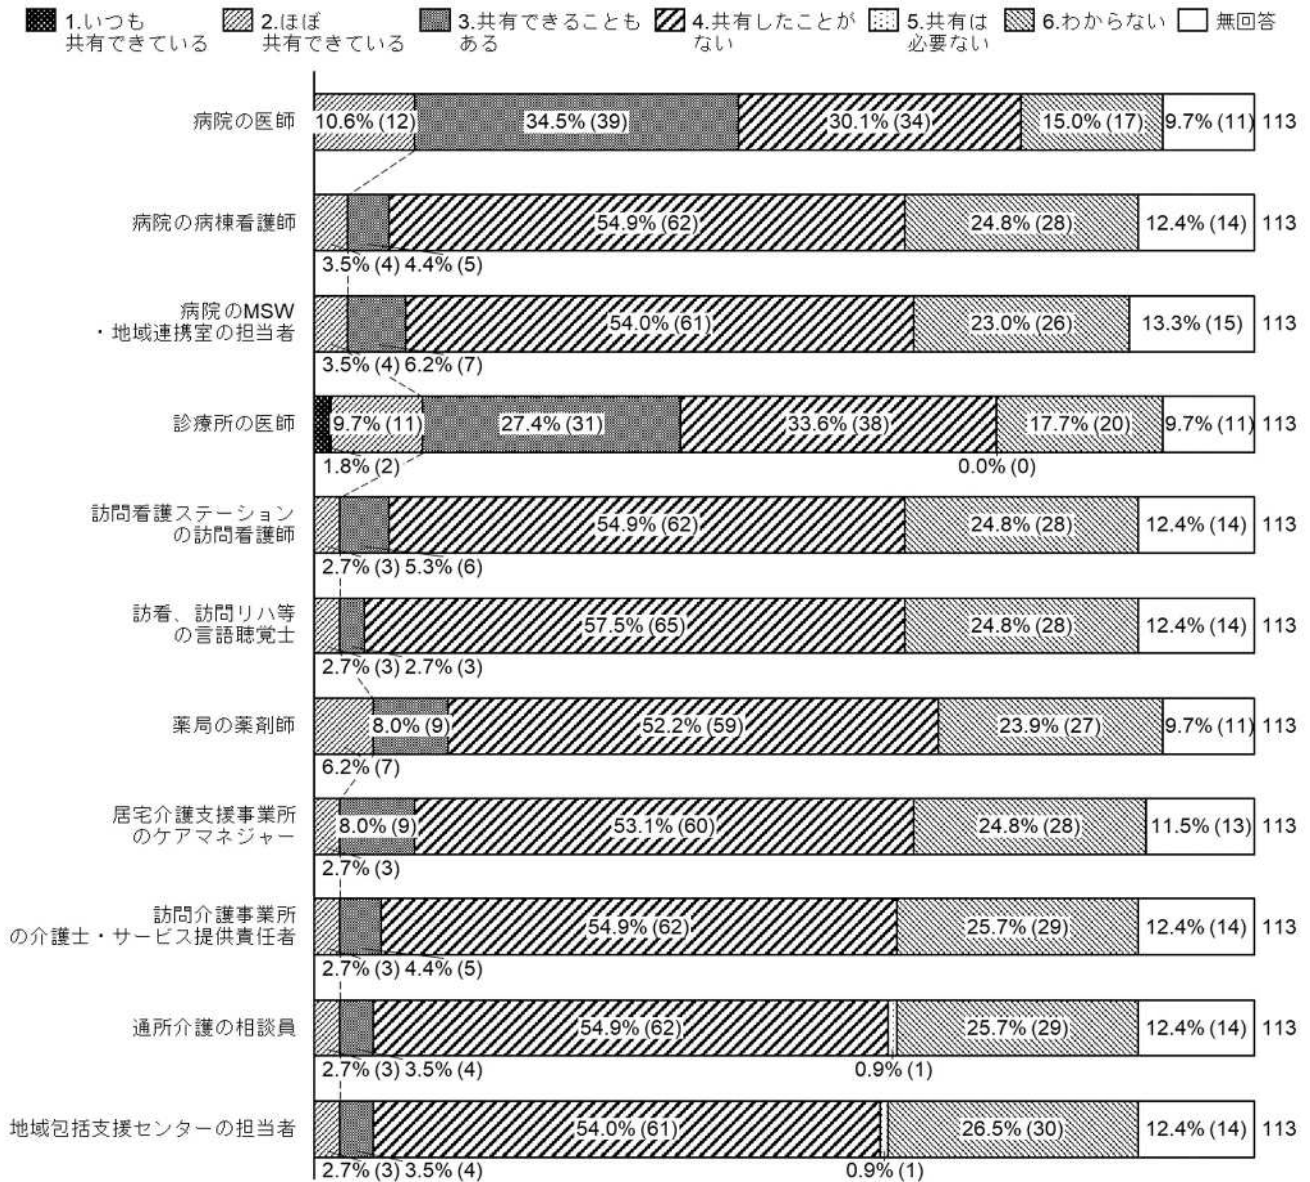 1.いつも
共有できている
2.ほぼ
共有できている
3.共有できることも
ある
4.共有したことが
ない
5.共有は
必要ない
6.わからない
無回答
病院の医師
10.6% (12) 34.5% (39) 30.1% (34) 15.0% (17) 9.7% (11) 113
病院の病棟看護師
54.9% (62) 24.8% (28) 12.4% (14) 113
3.5% (4) 4.4% (5)
病院のMSW
・地域連携室の担当者
54.0% (61) 23.0% (26) 13.3% (15) 113
3.5% (4) 6.2% (7)
診療所の医師
9.7% (11) 27.4% (31) 33.6% (38) 17.7% (20) 9.7% (11) 113
1.8% (2) 0.0% (0)
訪問看護ステーション
の訪問看護師
54.9% (62) 24.8% (28) 12.4% (14) 113
2.7% (3) 5.3% (6)
訪看、訪問リハ等
の言語聴覚士
57.5% (65) 24.8% (28) 12.4% (14) 113
2.7% (3) 2.7% (3)
薬局の薬剤師
8.0% (9) 52.2% (59) 23.9% (27) 9.7% (11) 113
6.2% (7)
居宅介護支援事業所
のケアマネジャー
8.0% (9) 53.1% (60) 24.8% (28) 11.5% (13) 113
2.7% (3)
訪問介護事業所
の介護士・サービス提供責任者
54.9% (62) 25.7% (29) 12.4% (14) 113
2.7% (3) 4.4% (5)
通所介護の相談員
54.9% (62) 25.7% (29) 12.4% (14) 113
2.7% (3) 3.5% (4) 0.9% (1)
地域包括支援センターの担当者
54.0% (61) 26.5% (30) 12.4% (14) 113
2.7% (3) 3.5% (4) 0.9% (1)